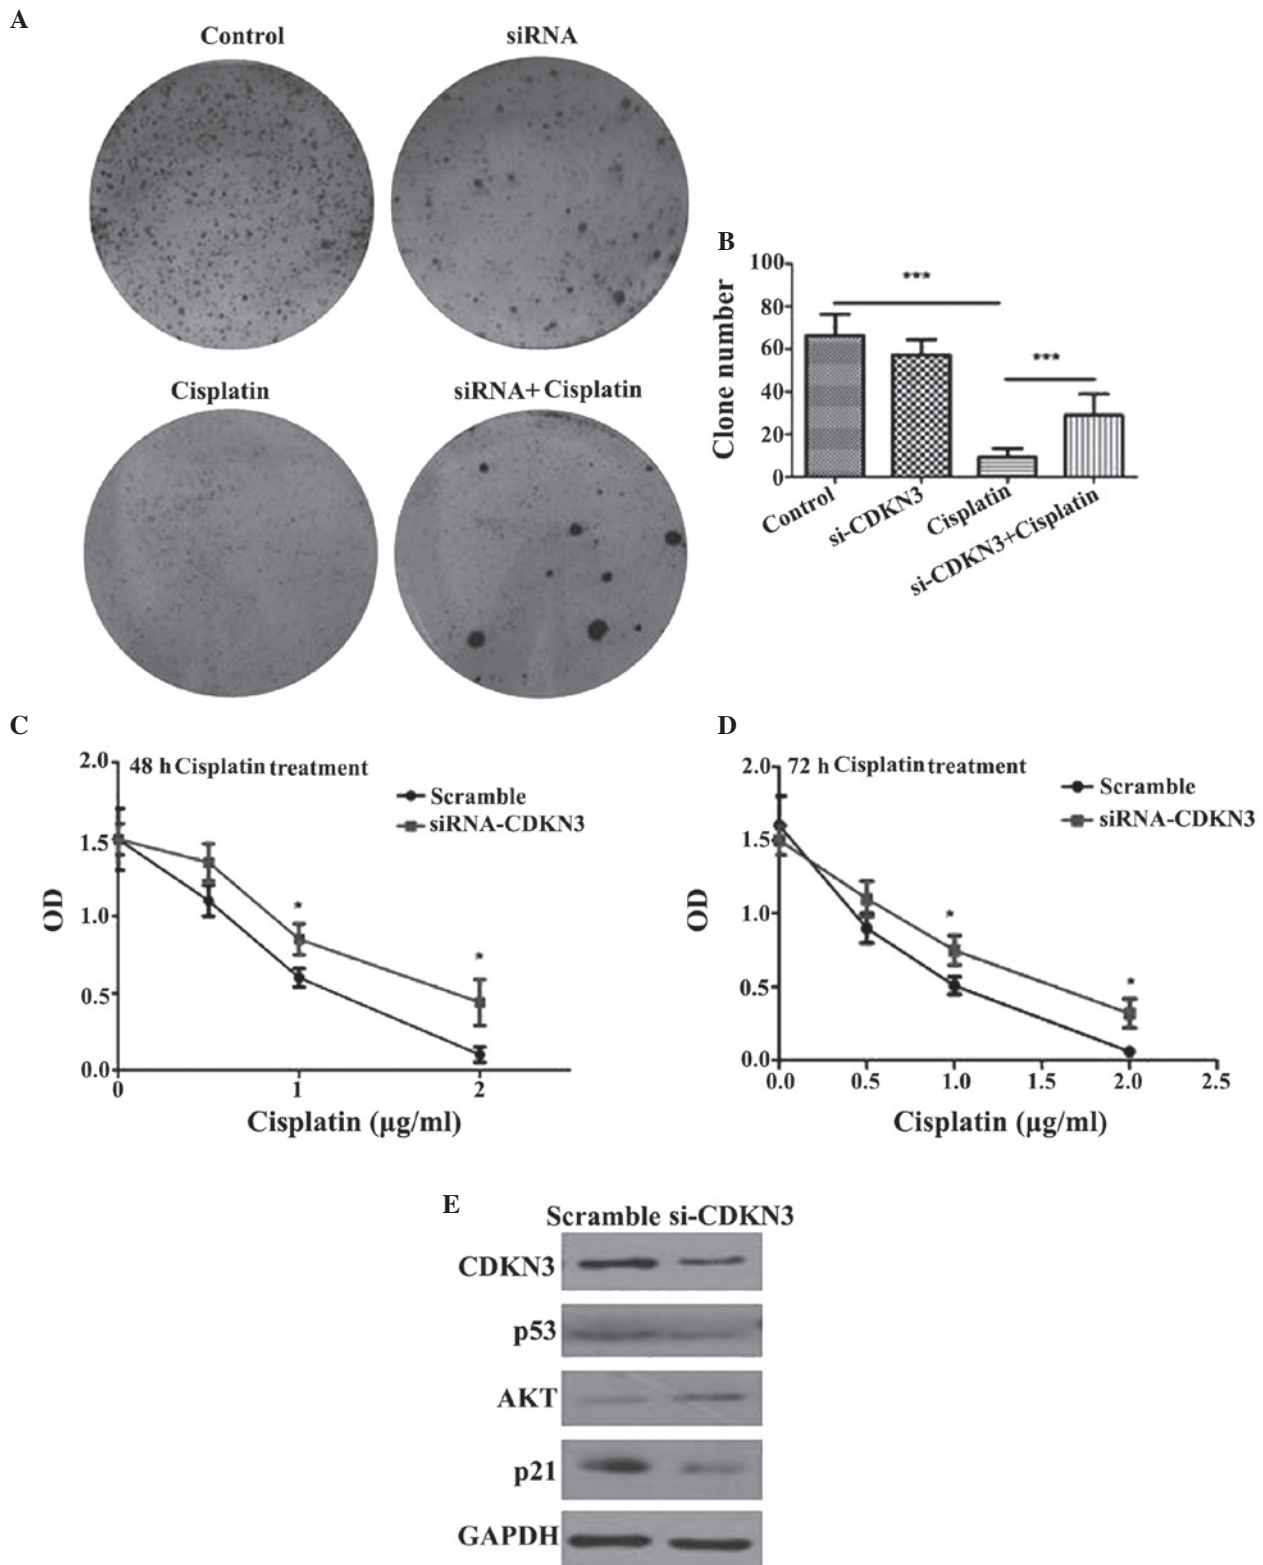 A
Control
siRNA
Cisplatin
siRNA+ Cisplatin
B
Clone number
100
80
60
40
20
0
***
***
Control
si-CDKN3
Cisplatin
si-CDKN3+Cisplatin
C
48 h Cisplatin treatment
Scramble
siRNA-CDKN3
OD
2.0
1.5
1.0
0.5
0.0
*
*
0
1
2
Cisplatin (µg/ml)
D
72 h Cisplatin treatment
Scramble
siRNA-CDKN3
OD
2.0
1.5
1.0
0.5
0.0
*
*
0.0
0.5
1.0
1.5
2.0
2.5
Cisplatin (µg/ml)
E
Scramble si-CDKN3
CDKN3
p53
AKT
p21
GAPDH